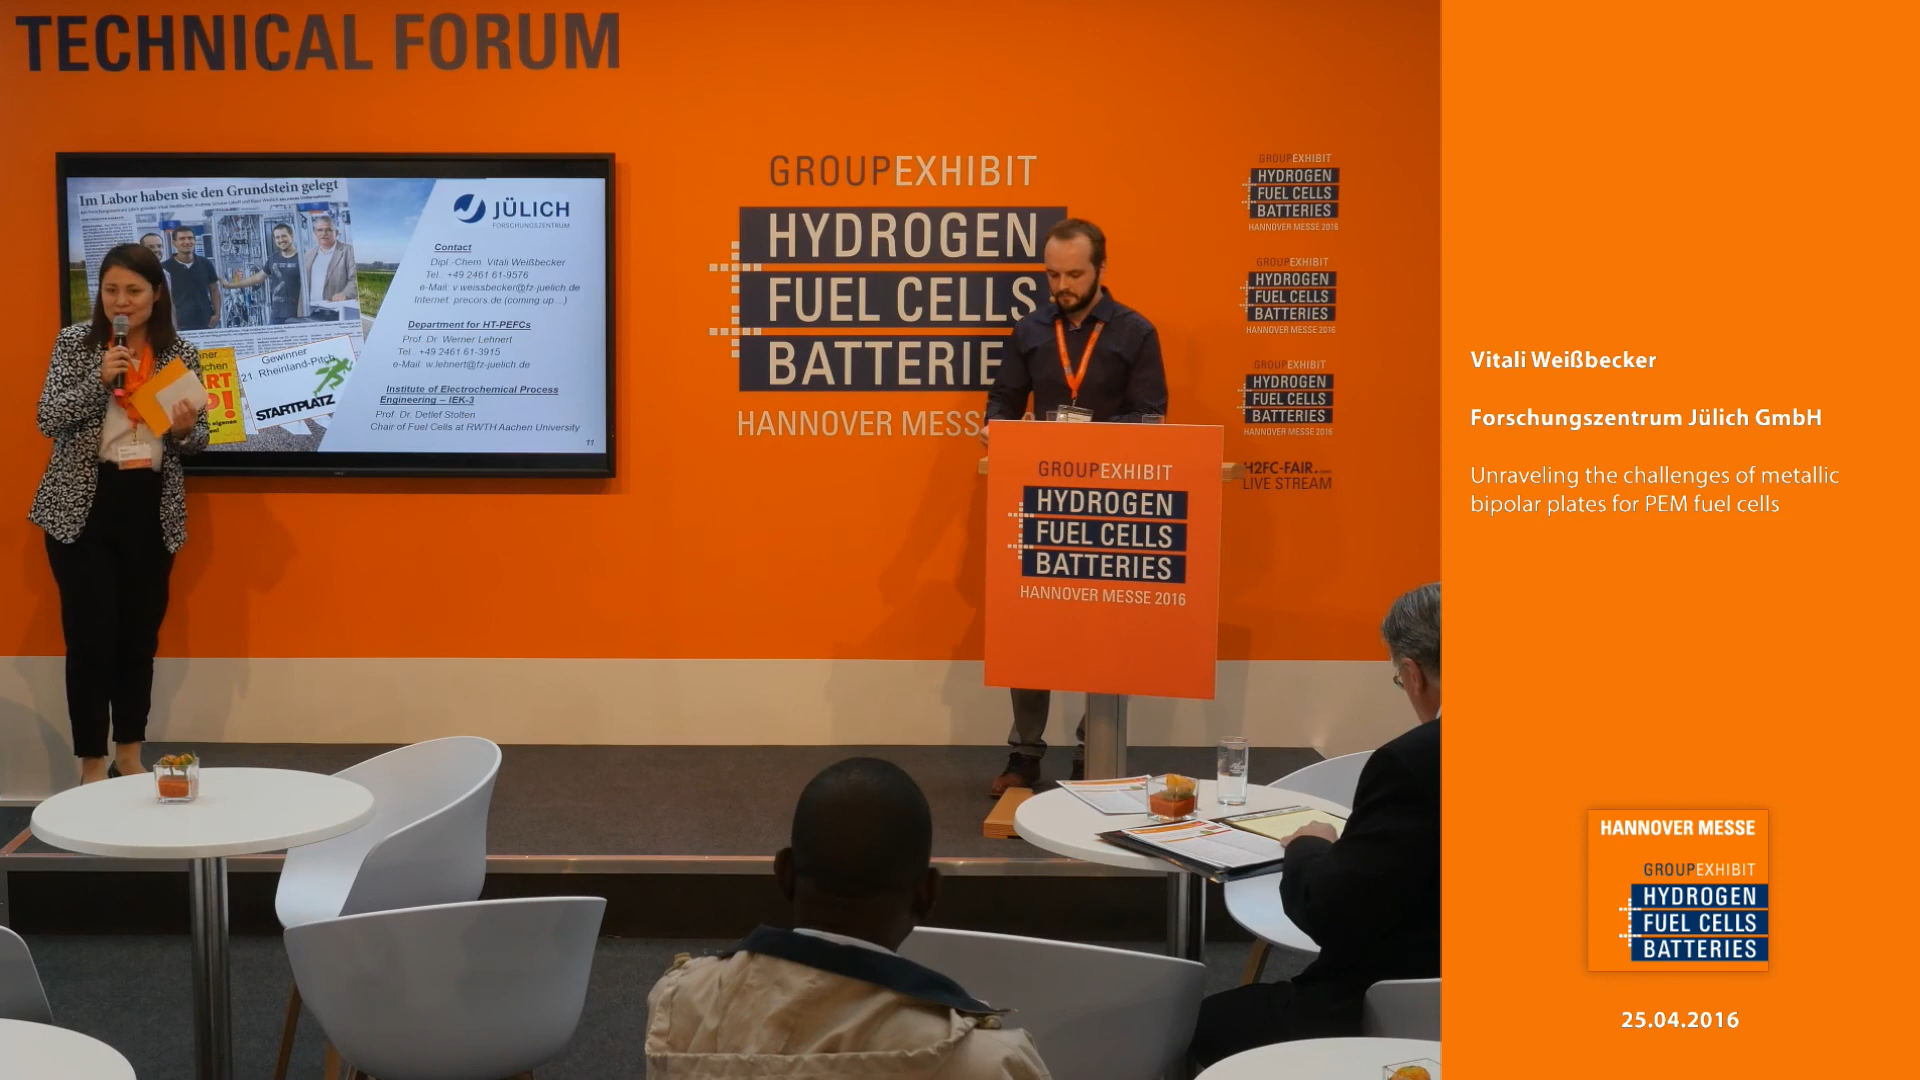 TECHNICAL FORUM
Im Labor haben sie den Grundstein gelegt
JÜLICH
FORSCHUNGSZENTRUM
Contact
Dipl.-Chem. Vitali Weißbecker
Tel.: +49 2461 61-9576
e-Mail: v.weissbecker@fz-juelich.de
Internet: precors.de (coming up...)
Department for HT-PEFCs
Prof. Dr. Werner Lehnert
Tel.: +49 2461 61-3915
e-Mail: w.lehnert@fz-juelich.de
Institute of Electrochemical Process
Engineering – IEK-3
Prof. Dr. Detlef Stolten
Chair of Fuel Cells at RWTH Aachen University
11
Gewinner
21. Rheinland-Pitch
STARTPLATZ
GROUPEXHIBIT
HYDROGEN
FUEL CELLS
BATTERIE
HANNOVER MESS
GROUPEXHIBIT
HYDROGEN
FUEL CELLS
BATTERIES
HANNOVER MESSE 2016
GROUPEXHIBIT
HYDROGEN
FUEL CELLS
BATTERIES
HANNOVER MESSE 2016
GROUPEXHIBIT
HYDROGEN
FUEL CELLS
BATTERIES
HANNOVER MESSE 2016
H2FC-FAIR.com
LIVE STREAM
GROUPEXHIBIT
HYDROGEN
FUEL CELLS
BATTERIES
HANNOVER MESSE 2016
Vitali Weißbecker
Forschungszentrum Jülich GmbH
Unraveling the challenges of metallic
bipolar plates for PEM fuel cells
HANNOVER MESSE
GROUPEXHIBIT
HYDROGEN
FUEL CELLS
BATTERIES
25.04.2016